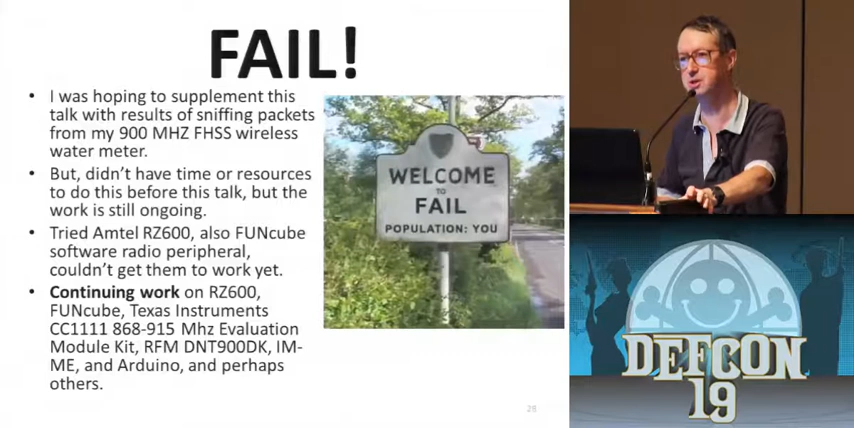 FAIL!
• I was hoping to supplement this
talk with results of sniffing packets
from my 900 MHZ FHSS wireless
water meter.
• But, didn't have time or resources
to do this before this talk, but the
work is still ongoing.
• Tried Amtel RZ600, also FUNcube
software radio peripheral,
couldn't get them to work yet.
• Continuing work on RZ600,
FUNcube, Texas Instruments
CC1111 868-915 Mhz Evaluation
Module Kit, RFM DNT900DK, IM-
ME, and Arduino, and perhaps
others.
WELCOME
TO
FAIL
POPULATION: YOU
28
DEFCON
19